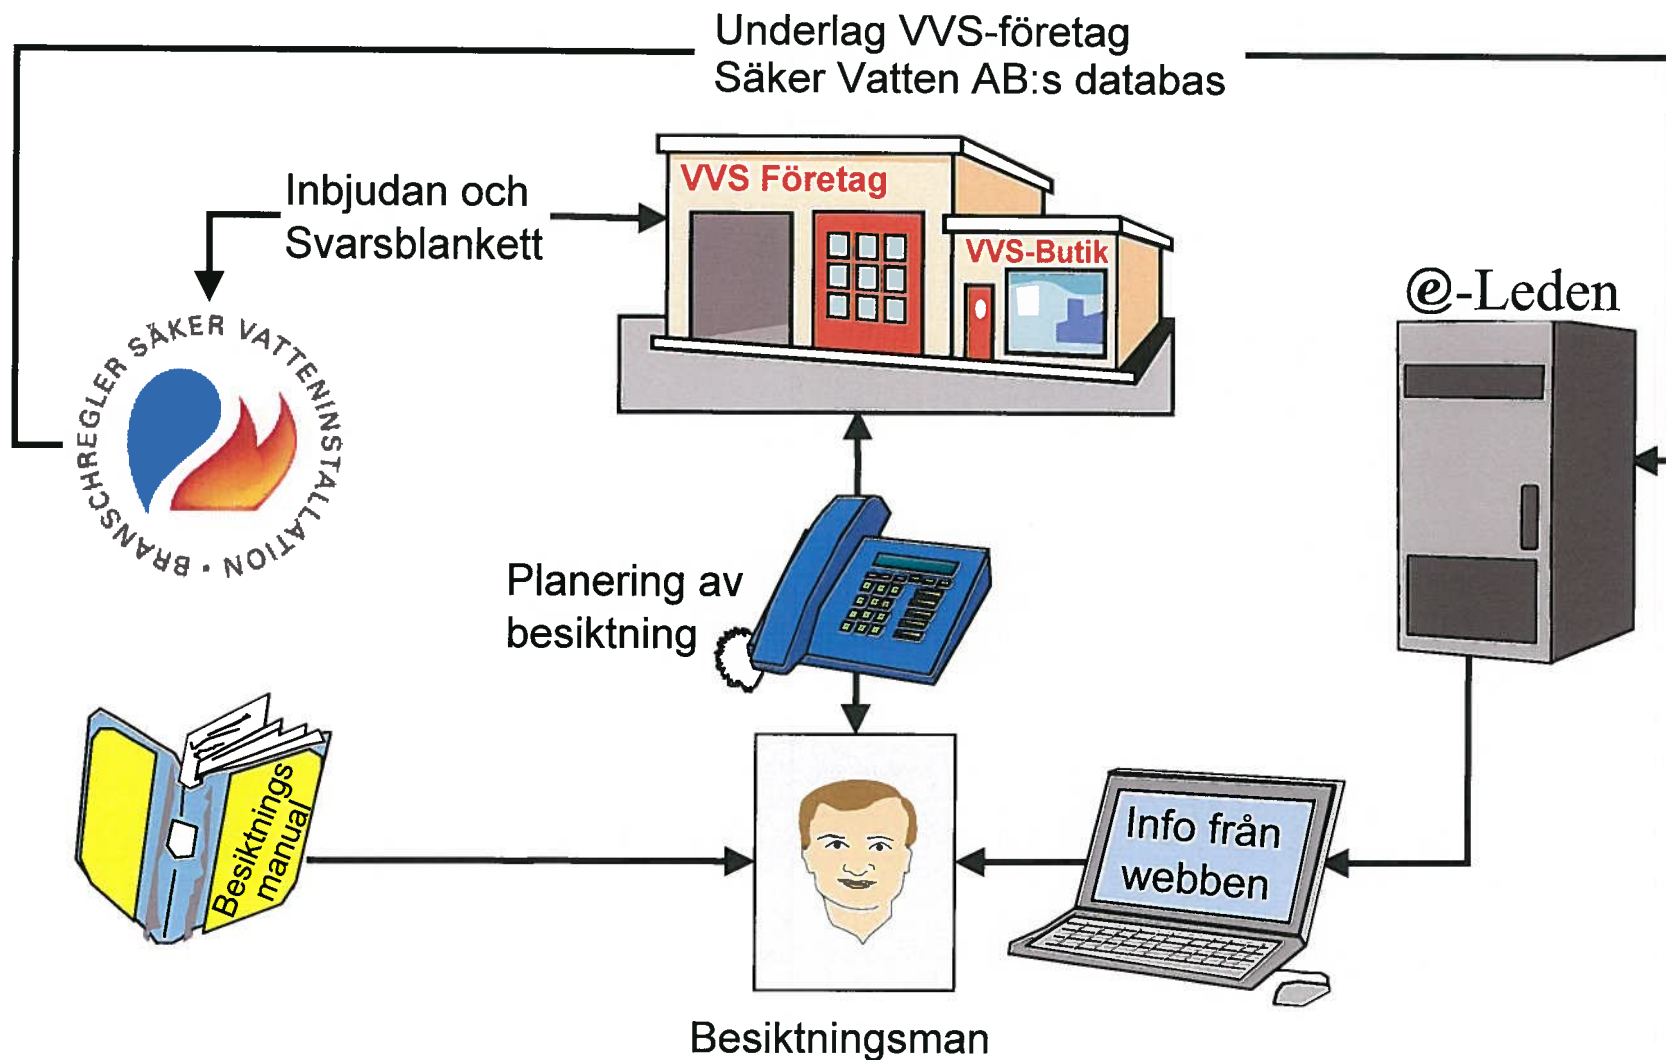 Underlag VVS-företag
Säker Vatten AB:s databas
Inbjudan och
Svarsblankett
VVS Företag
VVS-Butik
@-Leden
BRANSCHREGLER SÄKER VATTENINSTALLATION •
Planering av
besiktning
Besiktnings
manual
Info från
webben
Besiktningsman